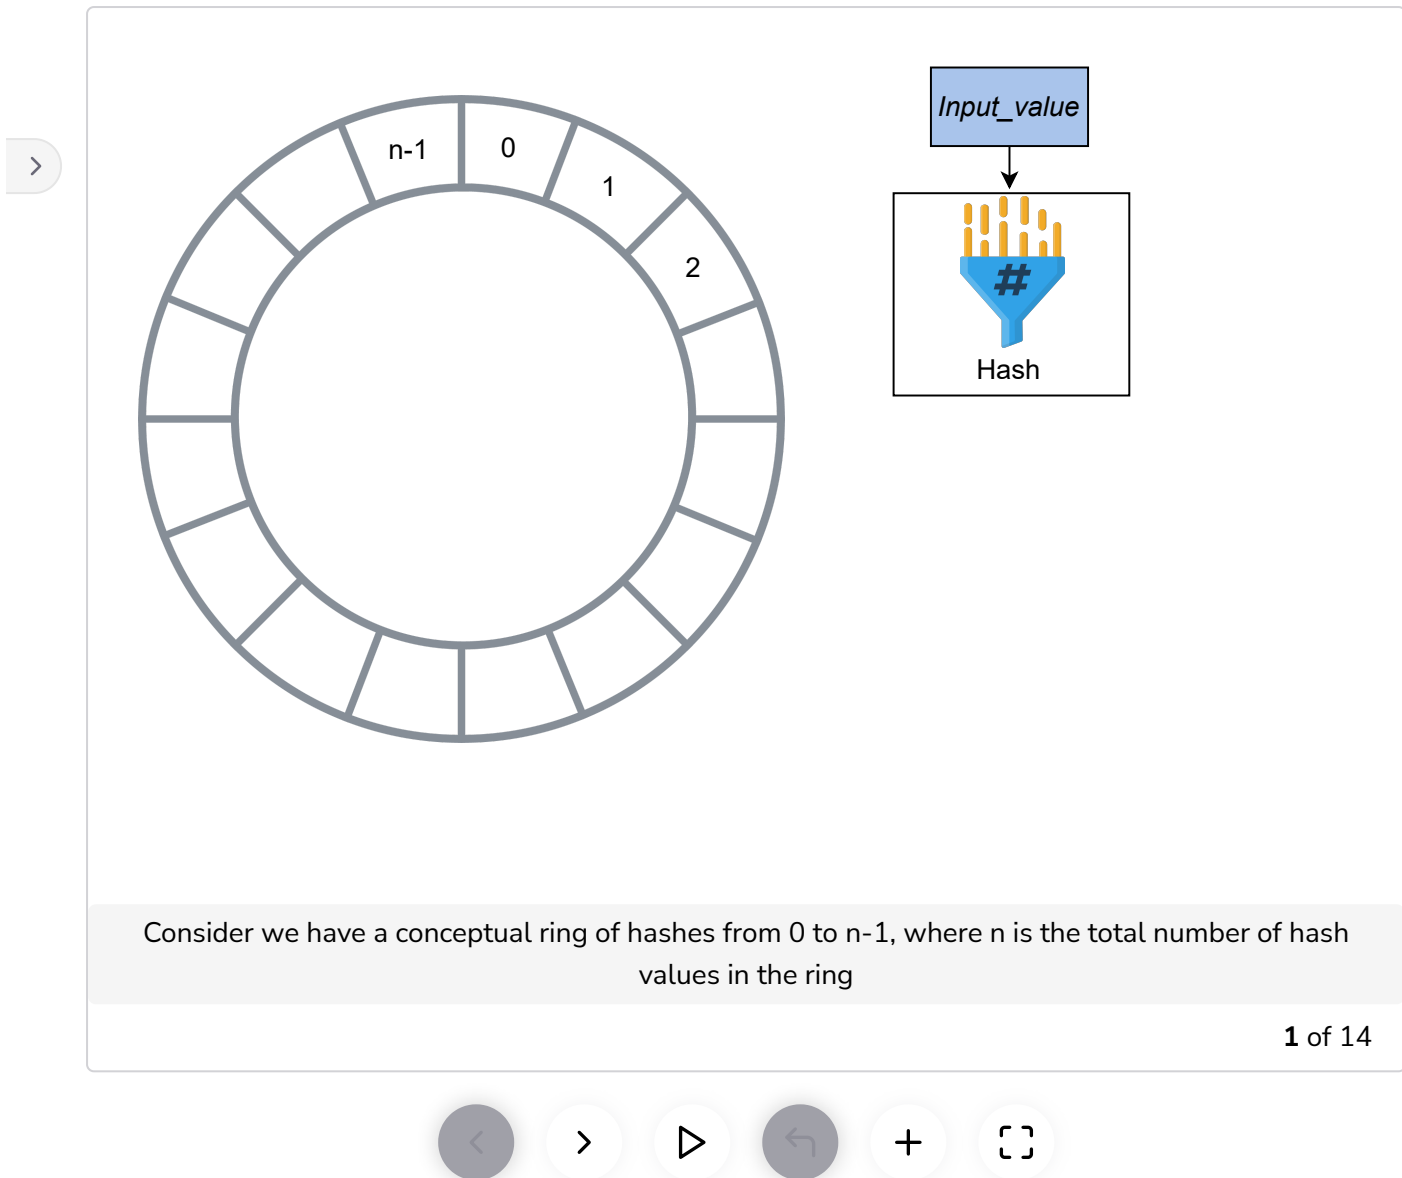 n-1
0
1
2
Input_value
#
Hash
Consider we have a conceptual ring of hashes from 0 to n-1, where n is the total number of hash
values in the ring
1 of 14